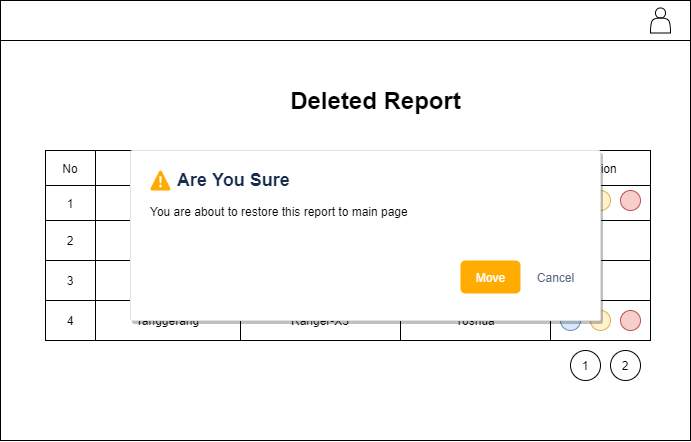 Deleted Report
No
ion
1
Are You Sure
You are about to restore this report to main page
2
3
Move Cancel
4 Tanggerang Ranger-X5 Yoshua
1 2